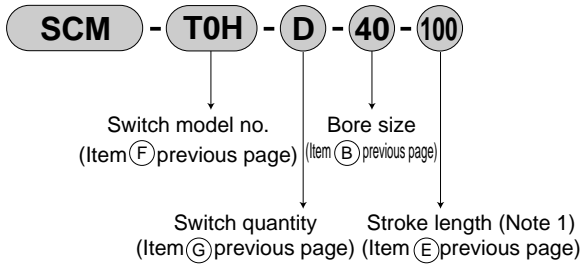 SCM - T0H - D - 40 - 100
Switch model no. Bore size
(Item Ⓕ previous page) (Item Ⓑ previous page)
Switch quantity Stroke length (Note 1)
(Item Ⓖ previous page) (Item Ⓔ previous page)